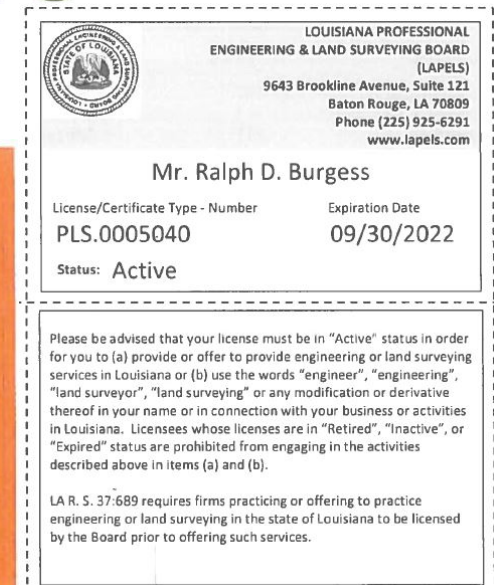 LOUISIANA PROFESSIONAL
ENGINEERING & LAND SURVEYING BOARD
(LAPELS)
9643 Brookline Avenue, Suite 121
Baton Rouge, LA 70809
Phone (225) 925-6291
www.lapels.com
STATE OF LOUISIANA
Mr. Ralph D. Burgess
License/Certificate Type - Number
Expiration Date
PLS.0005040
09/30/2022
Status: Active
Please be advised that your license must be in "Active" status in order
for you to (a) provide or offer to provide engineering or land surveying
services in Louisiana or (b) use the words "engineer", "engineering",
"land surveyor", "land surveying" or any modification or derivative
thereof in your name or in connection with your business or activities
in Louisiana. Licensees whose licenses are in "Retired", "Inactive", or
"Expired" status are prohibited from engaging in the activities
described above in items (a) and (b).
LA R. S. 37:689 requires firms practicing or offering to practice
engineering or land surveying in the state of Louisiana to be licensed
by the Board prior to offering such services.